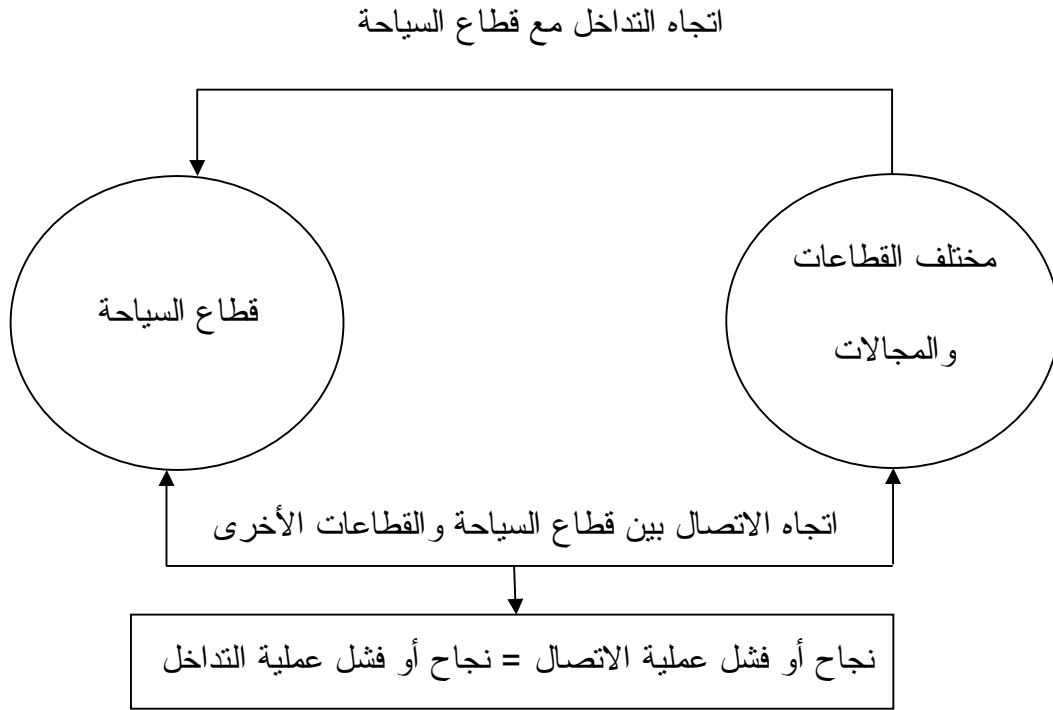 اتجاه التداخل مع قطاع السياحة
مختلف القطاعات
والمجالات
قطاع السياحة
اتجاه الاتصال بين قطاع السياحة والقطاعات الأخرى
نجاح أو فشل عملية الاتصال = نجاح أو فشل عملية التداخل